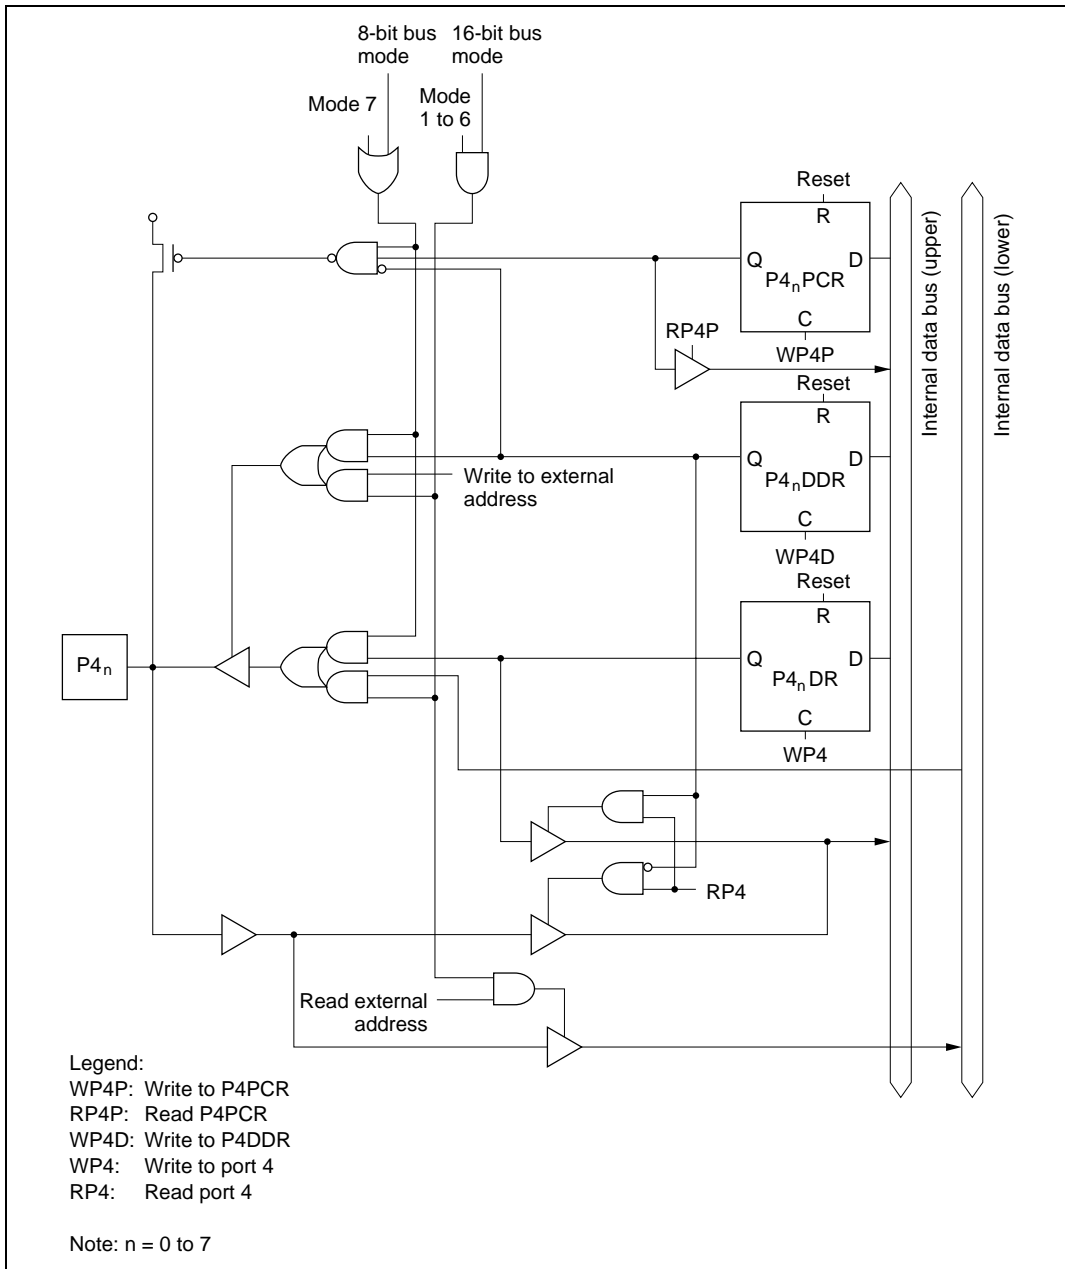 8-bit bus mode
16-bit bus mode
Mode 7
Mode 1 to 6
Reset
R
Q
D
P4nPCR
C
WP4P
RP4P
Reset
R
Q
D
P4nDDR
C
WP4D
Write to external address
Reset
R
Q
D
P4n DR
C
WP4
P4n
RP4
Read external address
Internal data bus (upper)
Internal data bus (lower)
Legend:
WP4P: Write to P4PCR
RP4P: Read P4PCR
WP4D: Write to P4DDR
WP4: Write to port 4
RP4: Read port 4
Note: n = 0 to 7